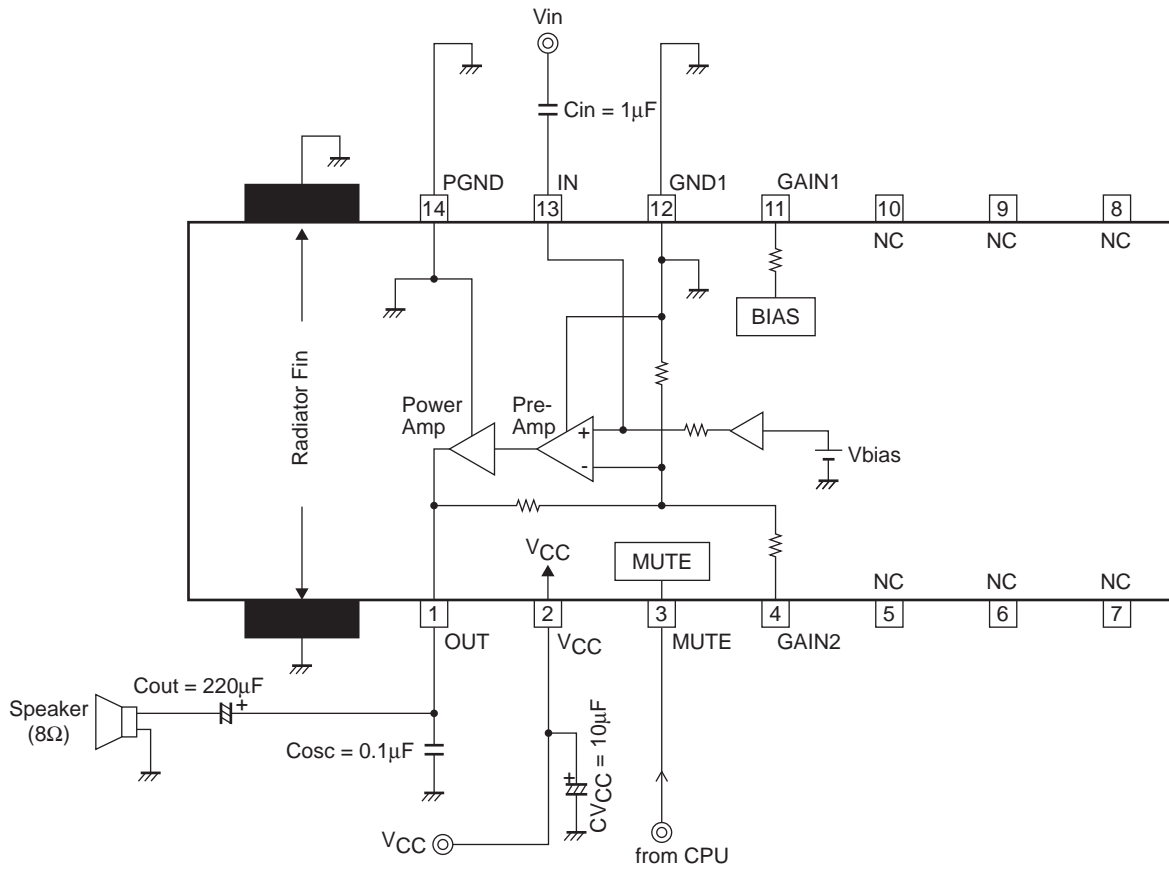 Vin
Cin = 1μF
PGND
IN
GND1
GAIN1
14
13
12
11
10
9
8
NC
NC
NC
BIAS
Radiator Fin
Power
Amp
Pre-
Amp
+
-
Vbias
VCC
MUTE
NC
NC
NC
1
2
3
4
5
6
7
OUT
VCC
MUTE
GAIN2
Cout = 220μF
+
Speaker
(8Ω)
Cosc = 0.1μF
+
CVCC = 10μF
VCC
from CPU